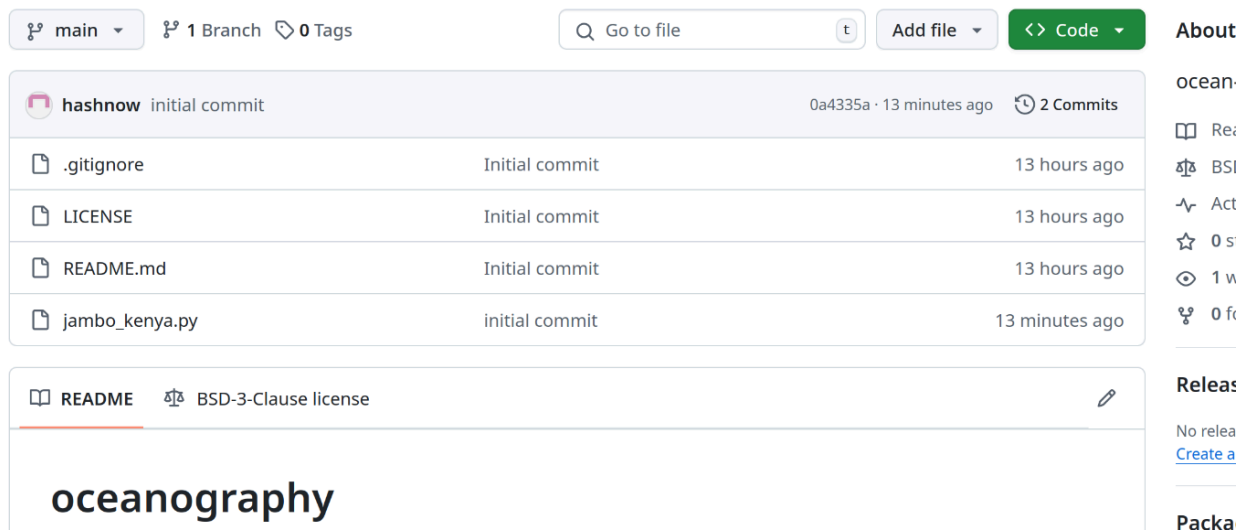 main 1 Branch 0 Tags Go to file t Add file Code About
ocean-
hashnow initial commit 0a4335a · 13 minutes ago 2 Commits
.gitignore Initial commit 13 hours ago
LICENSE Initial commit 13 hours ago
README.md Initial commit 13 hours ago
jambo_kenya.py initial commit 13 minutes ago
README BSD-3-Clause license
oceanography
0
1
0
No
Create a